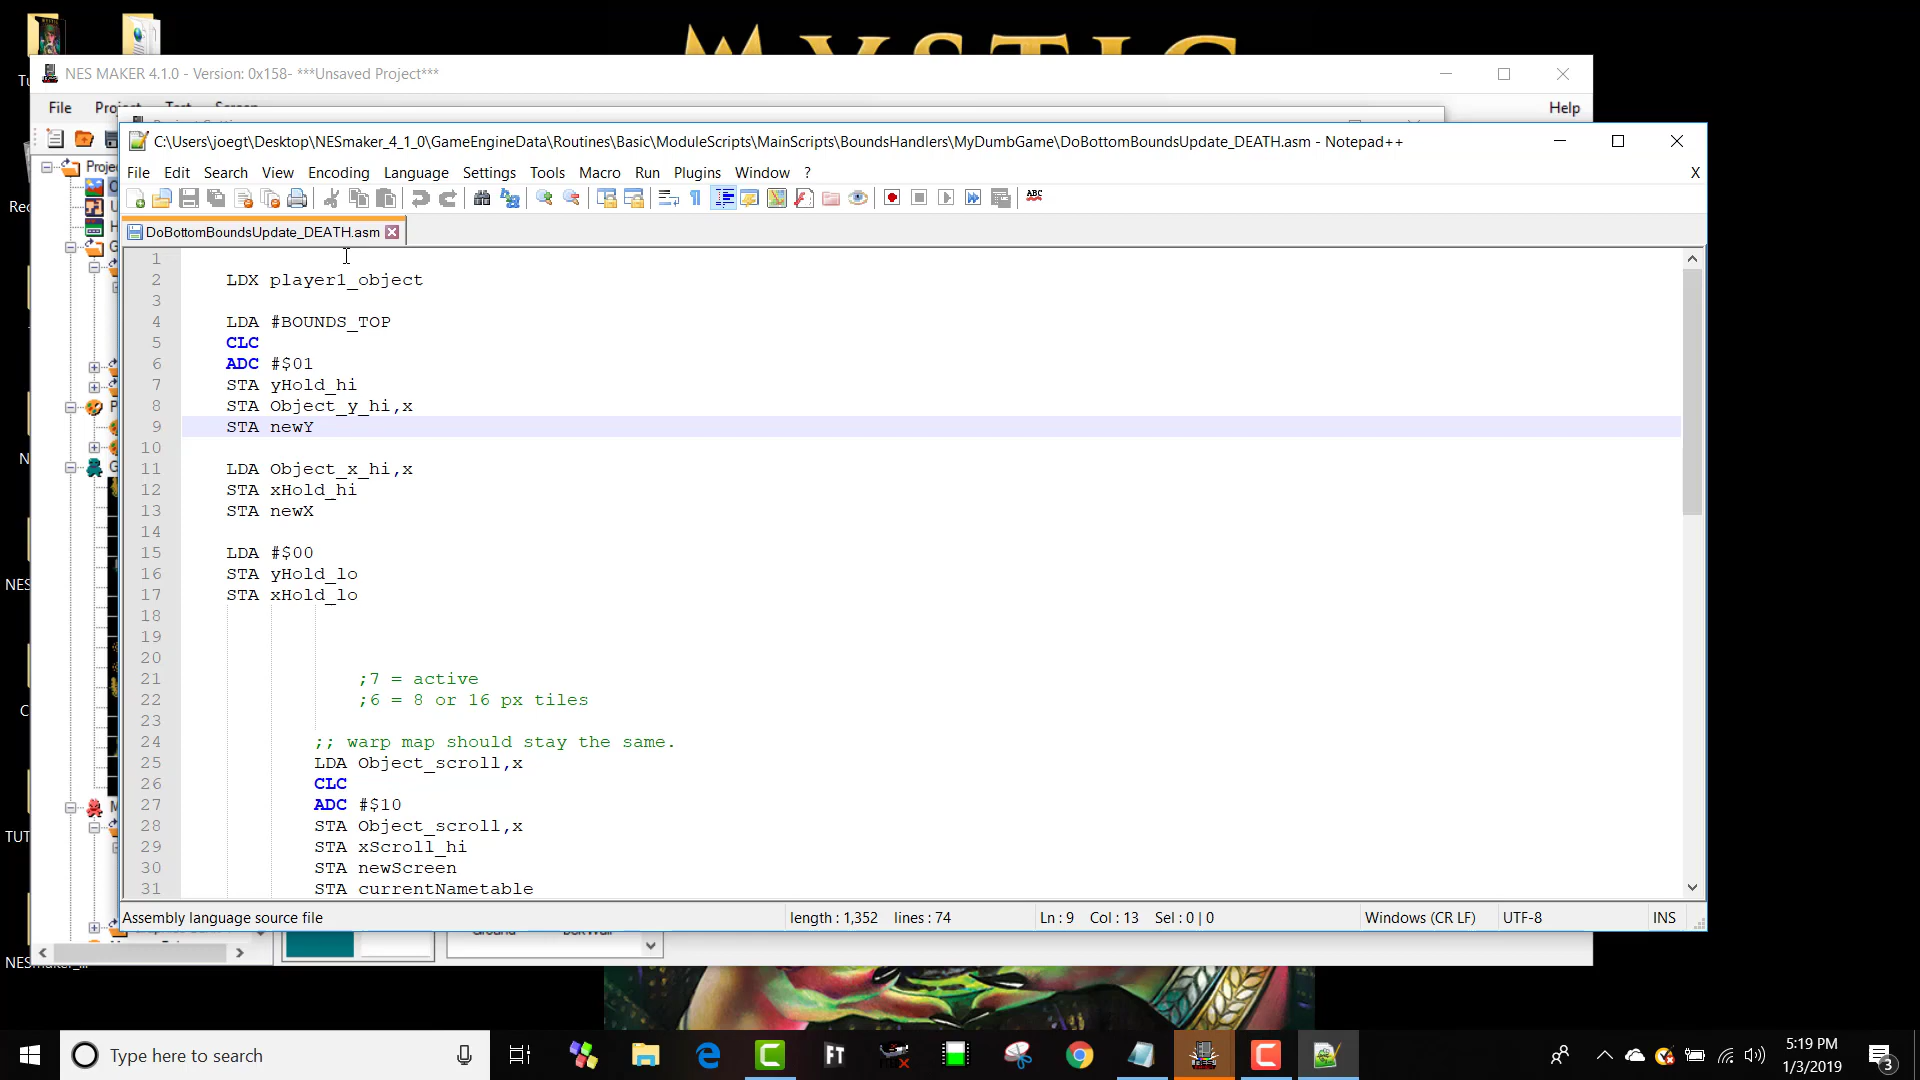 MYSTIC
NES MAKER 4.1.0 - Version: 0x158- ***Unsaved Project***
File Project Test Screen Help
C:\Users\joegt\Desktop\NESmaker_4_1_0\GameEngineData\Routines\Basic\ModuleScripts\MainScripts\BoundsHandlers\MyDumbGame\DoBottomBoundsUpdate_DEATH.asm - Notepad++
File Edit Search View Encoding Language Settings Tools Macro Run Plugins Window ? X
DoBottomBoundsUpdate_DEATH.asm
1
2 LDX player1_object
3
4 LDA #BOUNDS_TOP
5 CLC
6 ADC #$01
7 STA yHold_hi
8 STA Object_y_hi,x
9 STA newY
10
11 LDA Object_x_hi,x
12 STA xHold_hi
13 STA newX
14
15 LDA #$00
16 STA yHold_lo
17 STA xHold_lo
18
19
20
21 ;7 = active
22 ;6 = 8 or 16 px tiles
23
24 ;; warp map should stay the same.
25 LDA Object_scroll,x
26 CLC
27 ADC #$10
28 STA Object_scroll,x
29 STA xScroll_hi
30 STA newScreen
31 STA currentNametable
Assembly language source file length : 1,352 lines : 74 Ln : 9 Col : 13 Sel : 0 | 0 Windows (CR LF) UTF-8 INS
Type here to search
FT
5:19 PM
1/3/2019
3